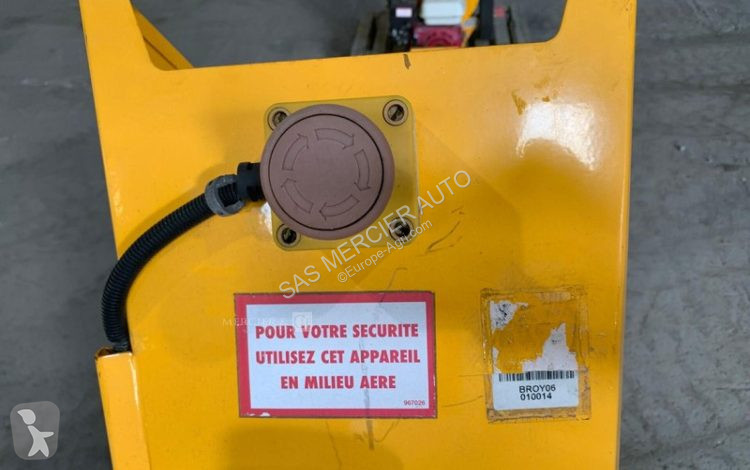 SAS MERCIER AUTO
©Europe-Agri.com
POUR VOTRE SECURITE
UTILISEZ CET APPAREIL
EN MILIEU AERE
967026
BROY06
010014